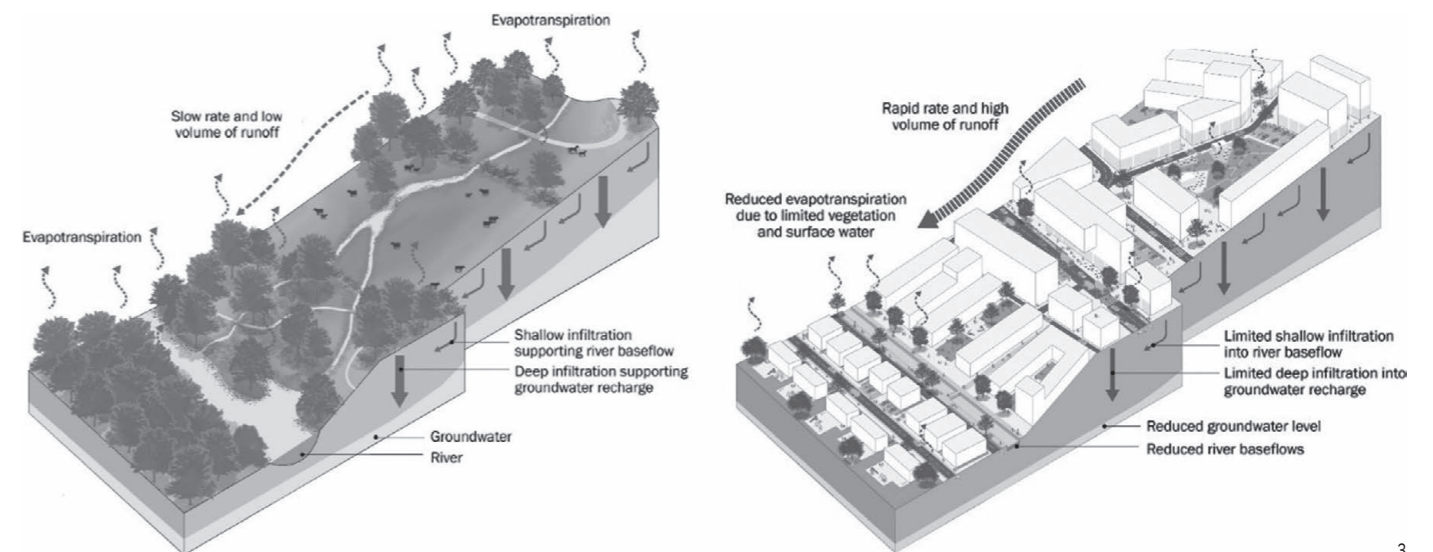 Evapotranspiration
Slow rate and low
volume of runoff
Evapotranspiration
Shallow infiltration
supporting river baseflow
Deep infiltration supporting
groundwater recharge
Groundwater
River
Rapid rate and high
volume of runoff
Reduced evapotranspiration
due to limited vegetation
and surface water
Limited shallow infiltration
into river baseflow
Limited deep infiltration into
groundwater recharge
Reduced groundwater level
Reduced river baseflows
3